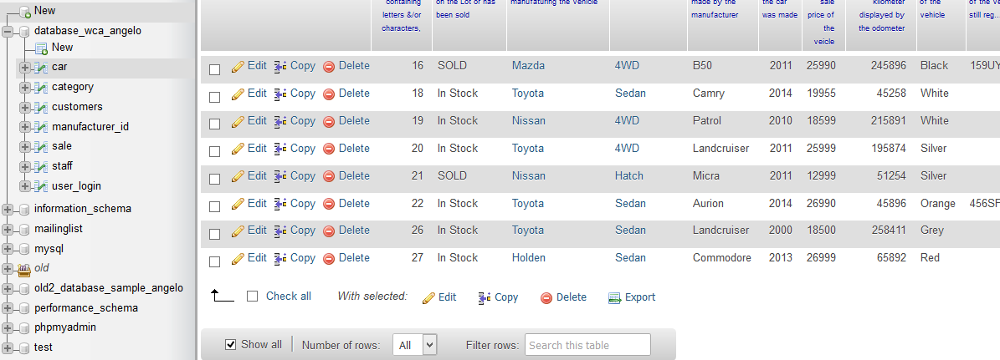 New
database_wca_angelo
New
car
category
customers
manufacturer_id
sale
staff
user_login
information_schema
mailinglist
mysql
old
old2_database_sample_angelo
performance_schema
phpmyadmin
test
containing
letters &/or
characters,
on the Lot or has
been sold
manufaturing the Vehicle
made by the
manufacturer
the car
was made
sale
price of
the
veicle
kilometer
displayed by
the odometer
of the
vehicle
of the ve
still reg...
Edit Copy Delete 16 SOLD Mazda 4WD B50 2011 25990 245896 Black 159UY
Edit Copy Delete 18 In Stock Toyota Sedan Camry 2014 19955 45258 White
Edit Copy Delete 19 In Stock Nissan 4WD Patrol 2010 18599 215891 White
Edit Copy Delete 20 In Stock Toyota 4WD Landcruiser 2011 25999 195874 Silver
Edit Copy Delete 21 SOLD Nissan Hatch Micra 2011 12999 51254 Silver
Edit Copy Delete 22 In Stock Toyota Sedan Aurion 2014 26990 45896 Orange 456SF
Edit Copy Delete 26 In Stock Toyota Sedan Landcruiser 2000 18500 258411 Grey
Edit Copy Delete 27 In Stock Holden Sedan Commodore 2013 26999 65892 Red
Check all With selected: Edit Copy Delete Export
Show all Number of rows: All Filter rows: Search this table